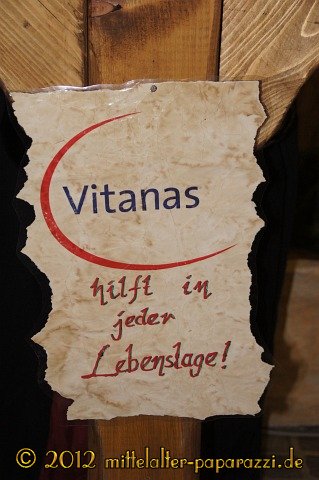 Vitanas
hilft in
jeder
Lebenslage!
© 2012 mittelalter-paparazzi.de